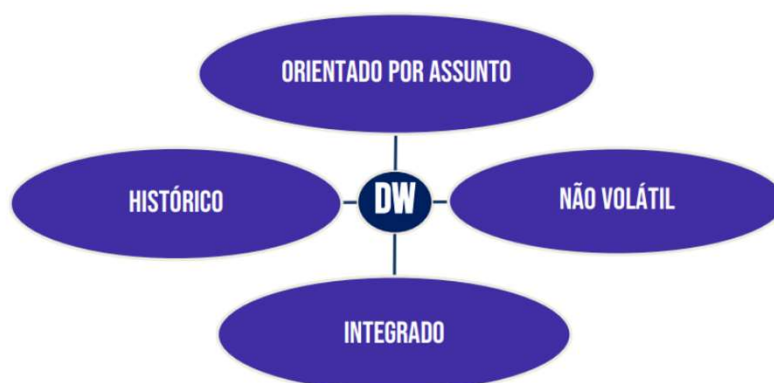 ORIENTADO POR ASSUNTO
HISTÓRICO
DW
NÃO VOLÁTIL
INTEGRADO